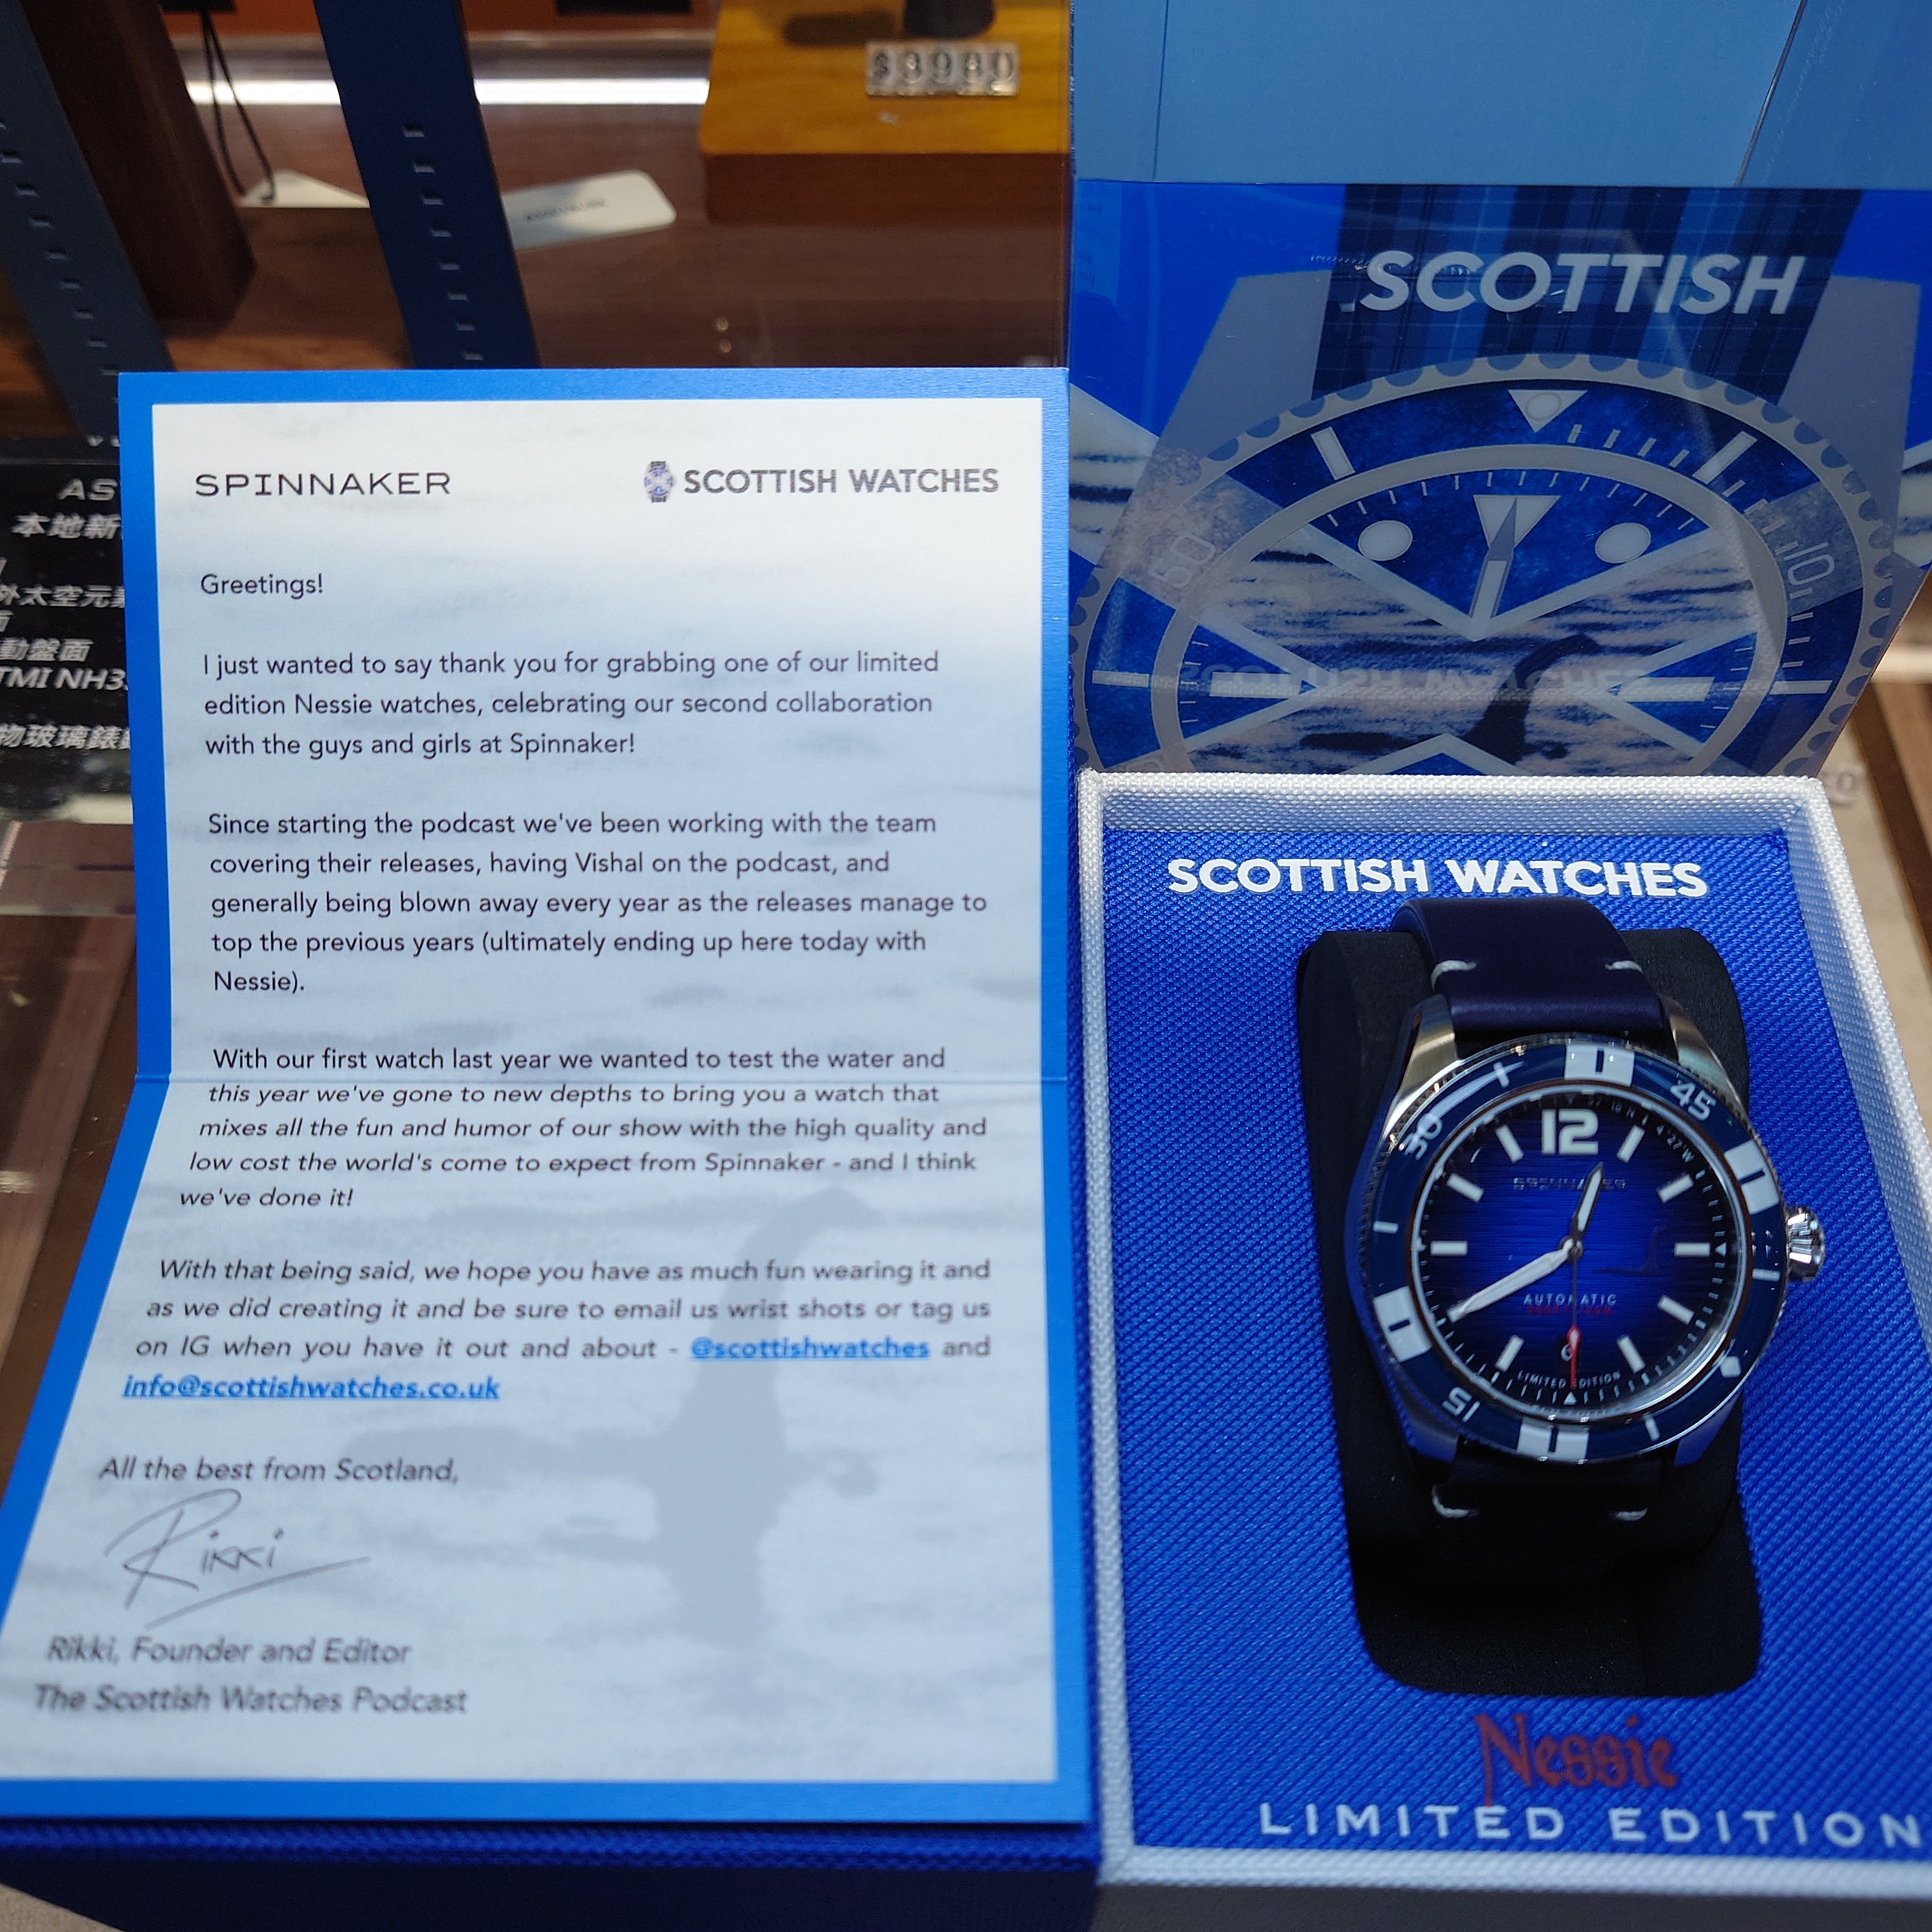 $3980
SCOTTISH
SPINNAKER
SCOTTISH WATCHES
Greetings!
I just wanted to say thank you for grabbing one of our limited
edition Nessie watches, celebrating our second collaboration
with the guys and girls at Spinnaker!
Since starting the podcast we've been working with the team
covering their releases, having Vishal on the podcast, and
generally being blown away every year as the releases manage to
top the previous years (ultimately ending up here today with
Nessie).
With our first watch last year we wanted to test the water and
this year we've gone to new depths to bring you a watch that
mixes all the fun and humor of our show with the high quality and
low cost the world's come to expect from Spinnaker - and I think
we've done it!
With that being said, we hope you have as much fun wearing it and
as we did creating it and be sure to email us wrist shots or tag us
on IG when you have it out and about - @scottishwatches and
info@scottishwatches.co.uk
All the best from Scotland,
Rikki
Rikki, Founder and Editor
The Scottish Watches Podcast
AS
本地新
外太空元
動盤面
TMI NH3
物玻璃錶
50
10
SCOTTISH WATCHES
45
30
15
12
SPINNAKER
AUTOMATIC
6
LIMITED EDITION
Nessie
LIMITED EDITION